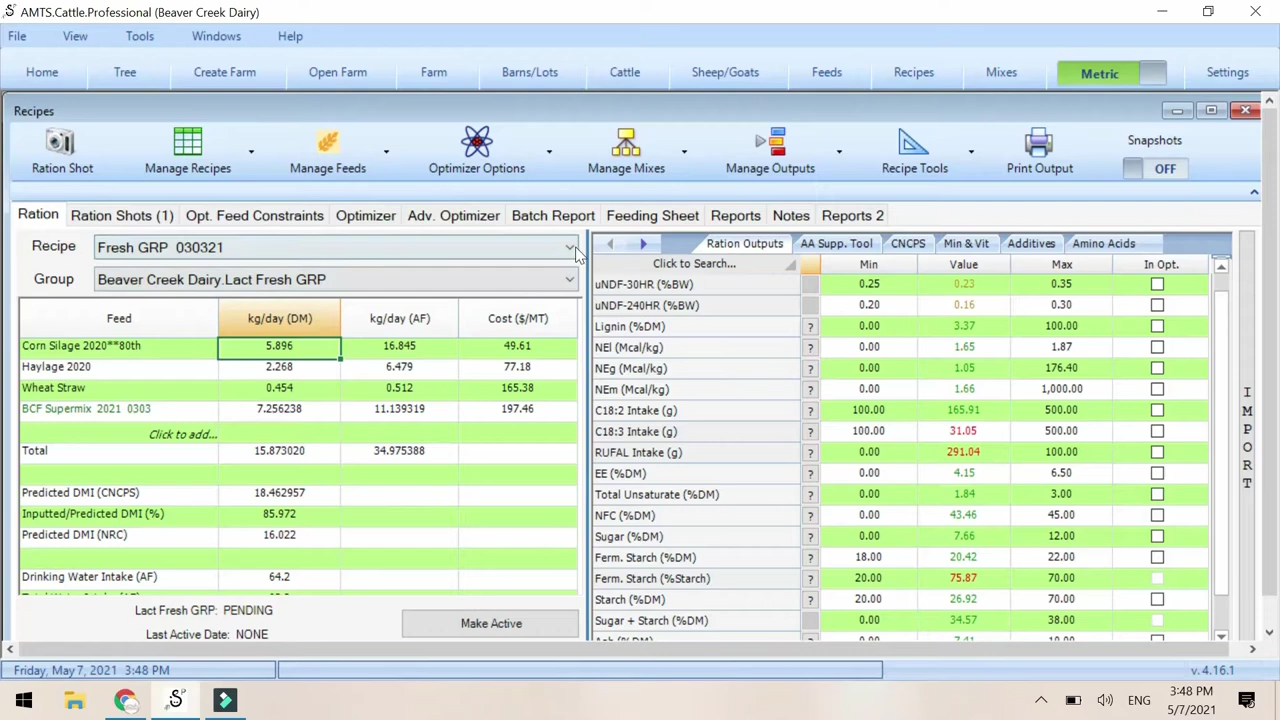 AMTS.Cattle.Professional (Beaver Creek Dairy)
File View Tools Windows Help
Home Tree Create Farm Open Farm Farm Barns/Lots Cattle Sheep/Goats Feeds Recipes Mixes Metric Settings
Recipes
Ration Shot Manage Recipes Manage Feeds Optimizer Options Manage Mixes Manage Outputs Recipe Tools Print Output Snapshots OFF
Ration Ration Shots (1) Opt. Feed Constraints Optimizer Adv. Optimizer Batch Report Feeding Sheet Reports Notes Reports 2
Recipe Fresh GRP 030321
Group Beaver Creek Dairy.Lact Fresh GRP
Feed kg/day (DM) kg/day (AF) Cost ($/MT)
Corn Silage 2020**80th 5.896 16.845 49.61
Haylage 2020 2.268 6.479 77.18
Wheat Straw 0.454 0.512 165.38
BCF Supermix 2021 0303 7.256238 11.139319 197.46
Click to add...
Total 15.873020 34.975388
Predicted DMI (CNCPS) 18.462957
Inputted/Predicted DMI (%) 85.972
Predicted DMI (NRC) 16.022
Drinking Water Intake (AF) 64.2
Lact Fresh GRP: PENDING
Last Active Date: NONE
Make Active
Ration Outputs AA Supp. Tool CNCPS Min & Vit Additives Amino Acids
Click to Search... Min Value Max In Opt.
uNDF-30HR (%BW) 0.25 0.23 0.35
uNDF-240HR (%BW) 0.20 0.16 0.30
Lignin (%DM) ? 0.00 3.37 100.00
NEl (Mcal/kg) ? 0.00 1.65 1.87
NEg (Mcal/kg) ? 0.00 1.05 176.40
NEm (Mcal/kg) ? 0.00 1.66 1,000.00
C18:2 Intake (g) ? 100.00 165.91 500.00
C18:3 Intake (g) ? 100.00 31.05 500.00
RUFAL Intake (g) ? 0.00 291.04 100.00
EE (%DM) ? 0.00 4.15 6.50
Total Unsaturate (%DM) ? 0.00 1.84 3.00
NFC (%DM) ? 0.00 43.46 45.00
Sugar (%DM) ? 0.00 7.66 12.00
Ferm. Starch (%DM) ? 18.00 20.42 22.00
Ferm. Starch (%Starch) ? 20.00 75.87 70.00
Starch (%DM) ? 20.00 26.92 70.00
Sugar + Starch (%DM) ? 0.00 34.57 38.00
IMPORT
Friday, May 7, 2021 3:48 PM v. 4.16.1
ENG 3:48 PM
5/7/2021